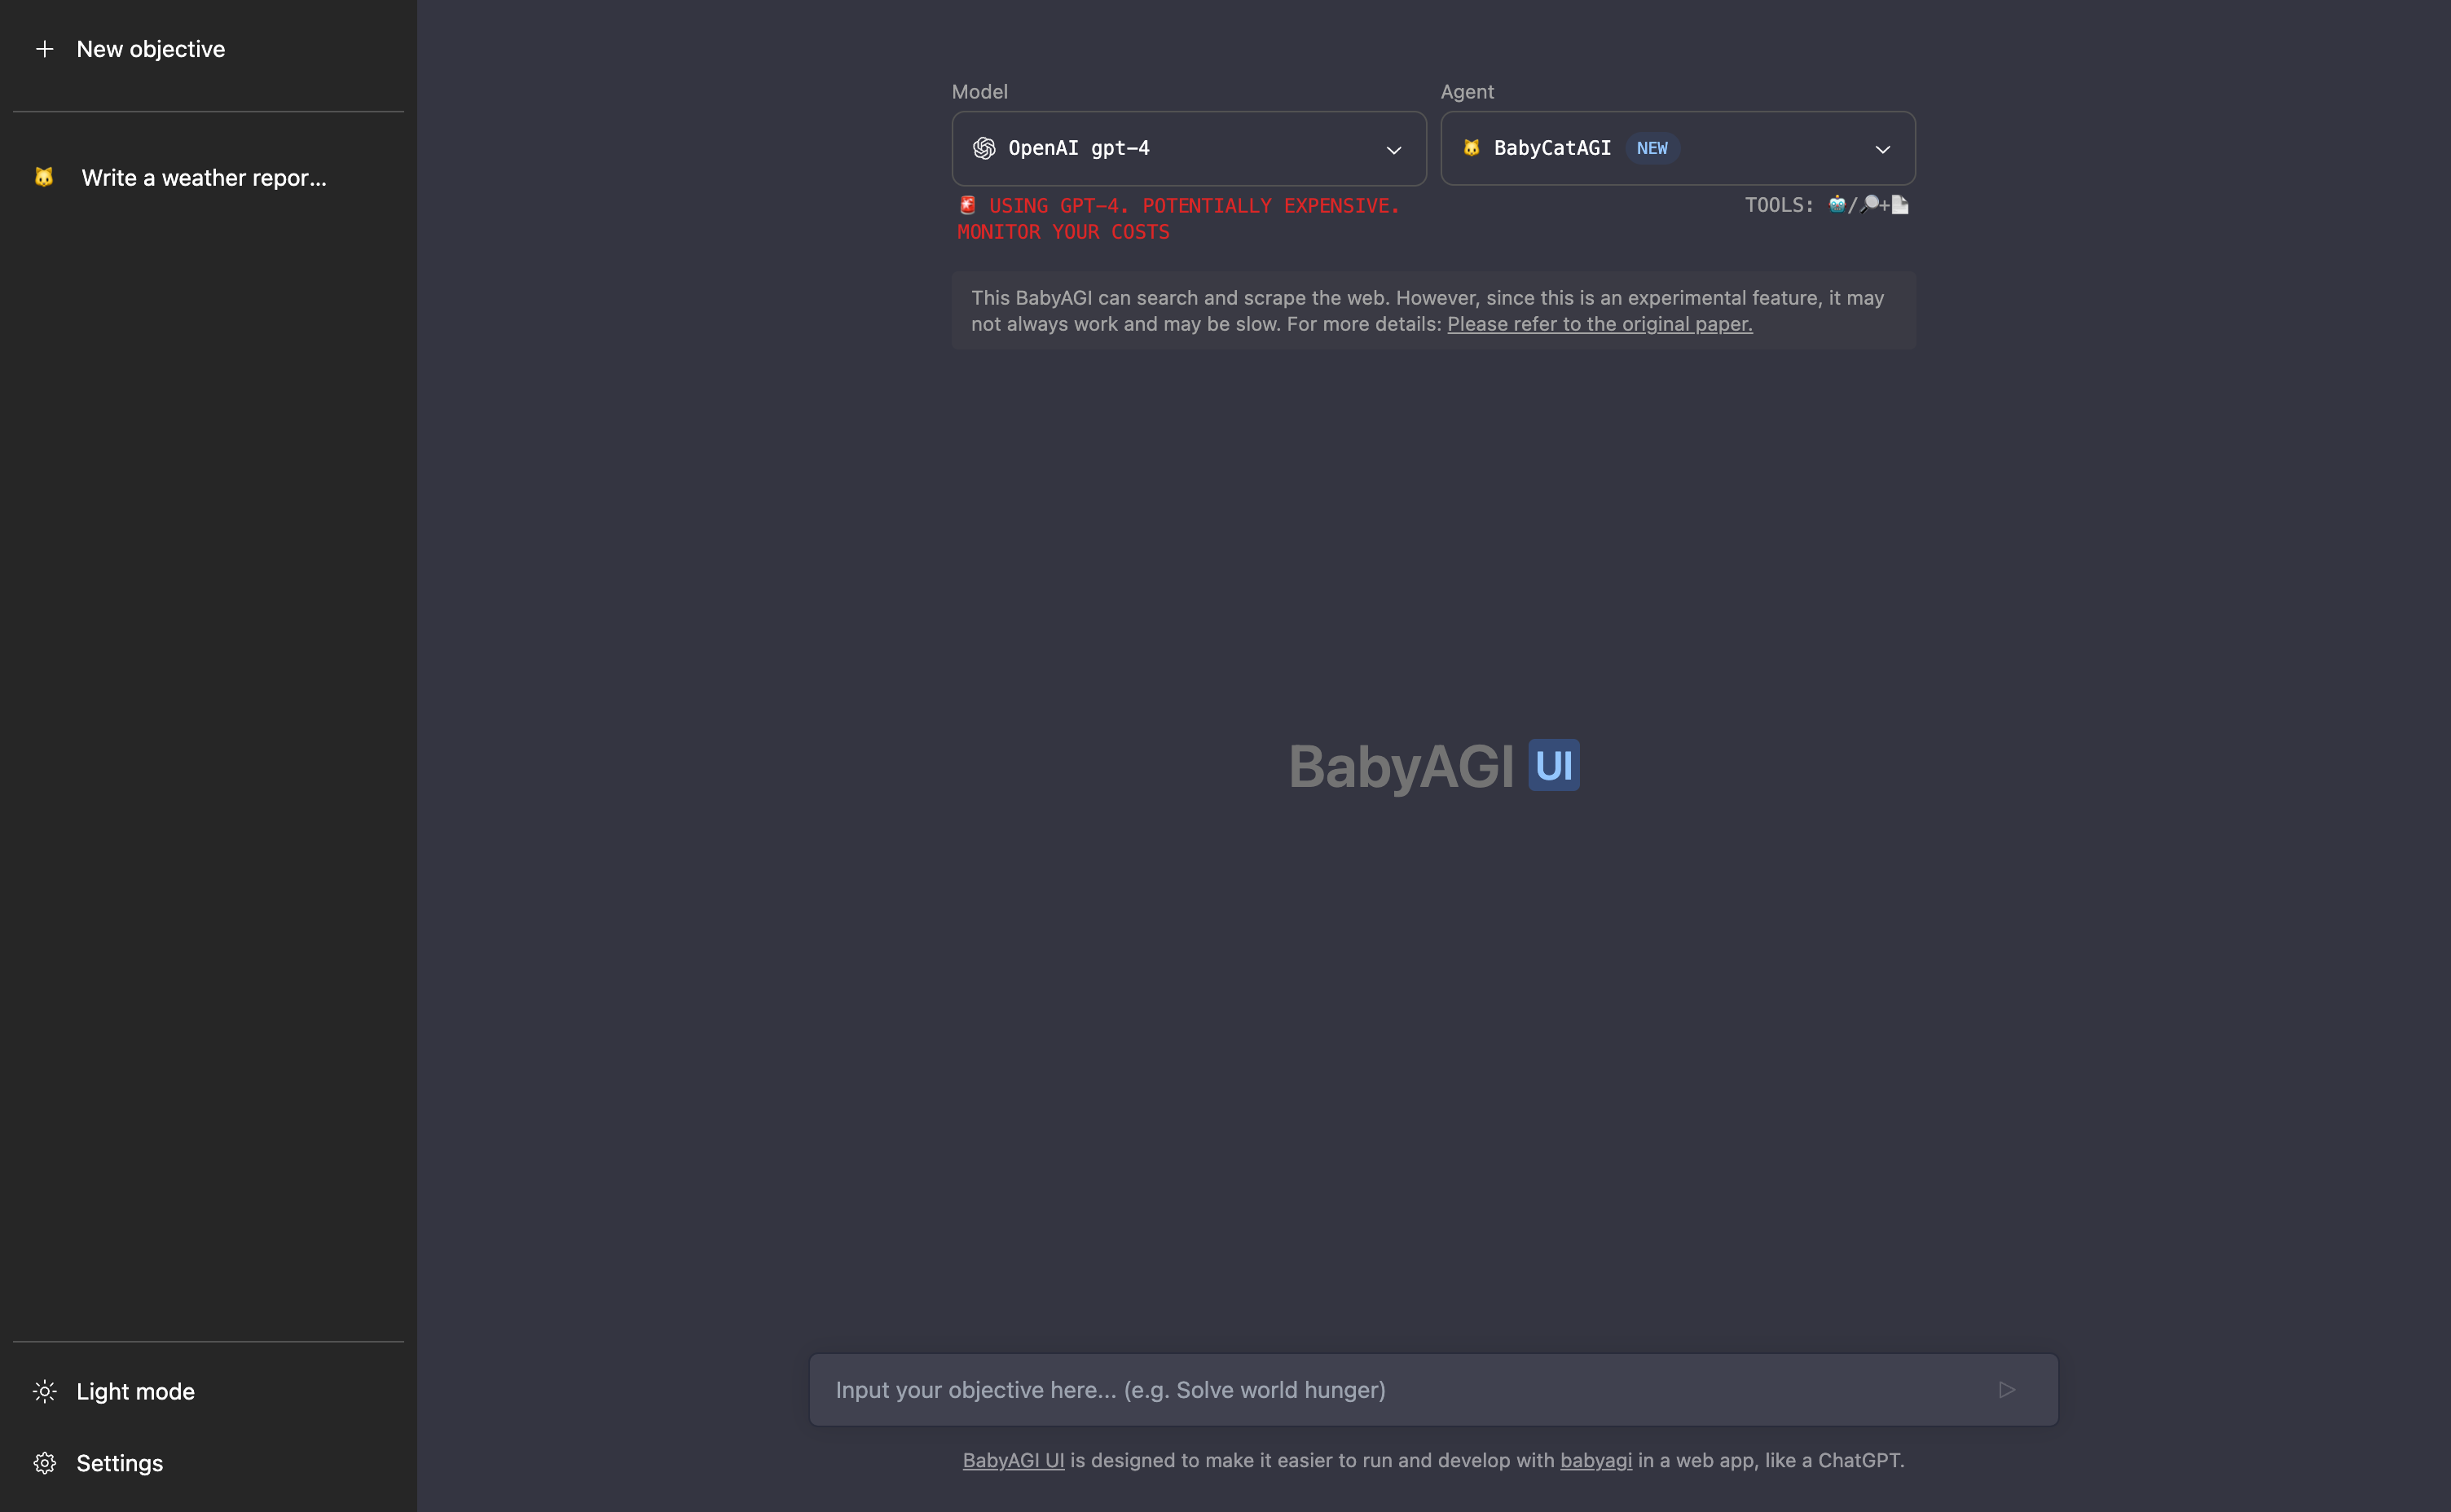 New objective
Write a weather repor...
Light mode
Settings
Model
OpenAI gpt-4
🚨 USING GPT-4. POTENTIALLY EXPENSIVE.
MONITOR YOUR COSTS
Agent
🐱 BabyCatAGI NEW
TOOLS: 🤖/🔎+📄
This BabyAGI can search and scrape the web. However, since this is an experimental feature, it may
not always work and may be slow. For more details: Please refer to the original paper.
BabyAGI UI
Input your objective here... (e.g. Solve world hunger)
BabyAGI UI is designed to make it easier to run and develop with babyagi in a web app, like a ChatGPT.